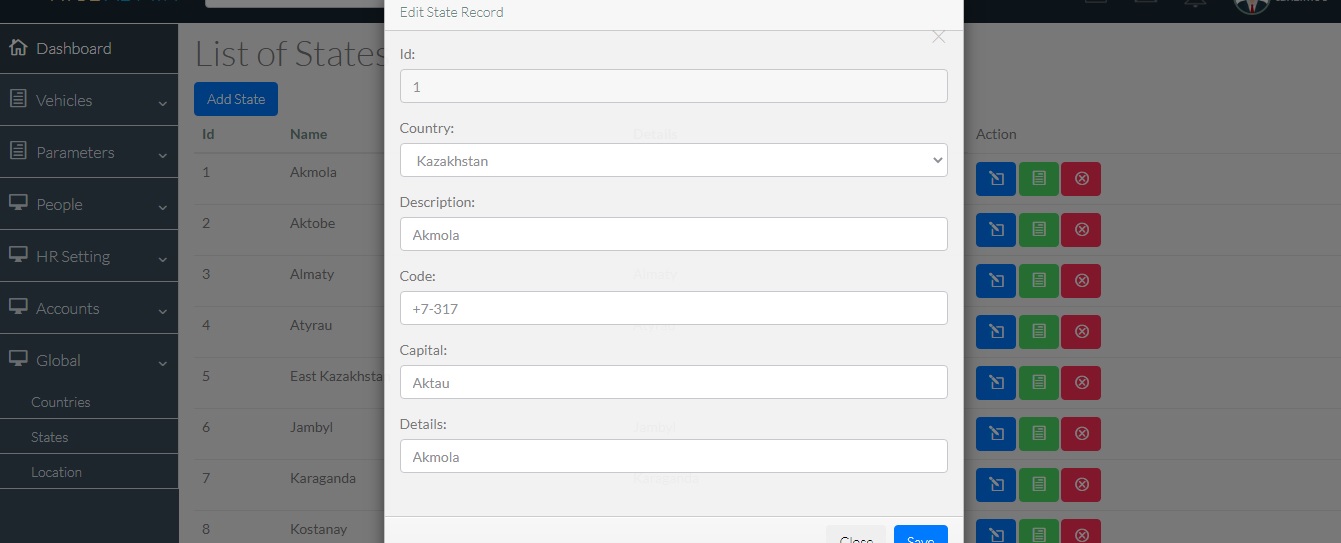 Edit State Record
Dashboard
List of States
Id:
1
Vehicles
Add State
Id
Name
Country:
Details
Action
Parameters
Kazakhstan
1
Akmola
People
Description:
2
Aktobe
Akmola
HR Setting
Code:
3
Almaty
Almaty
Accounts
+7-317
4
Atyrau
Global
Capital:
5
East Kazakhsta
Aktau
Countries
States
Details:
6
Jambyl
Jambyl
Location
Akmola
7
Karaganda
Karaganda
8
Kostanay
Close
Save